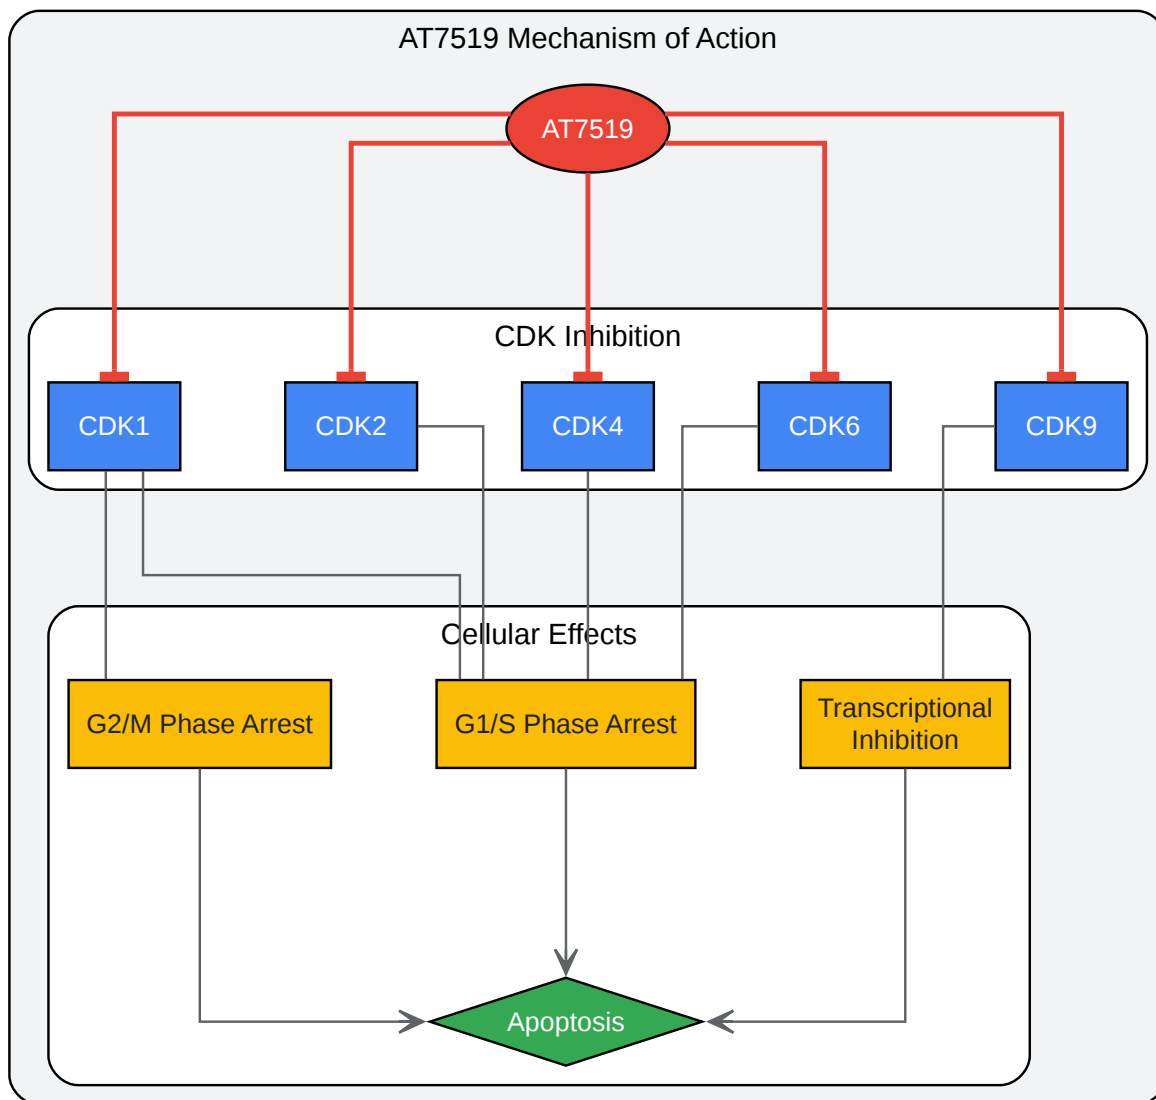 AT7519 Mechanism of Action
AT7519
CDK Inhibition
CDK1
CDK2
CDK4
CDK6
CDK9
Cellular Effects
G2/M Phase Arrest
G1/S Phase Arrest
Transcriptional
Inhibition
Apoptosis